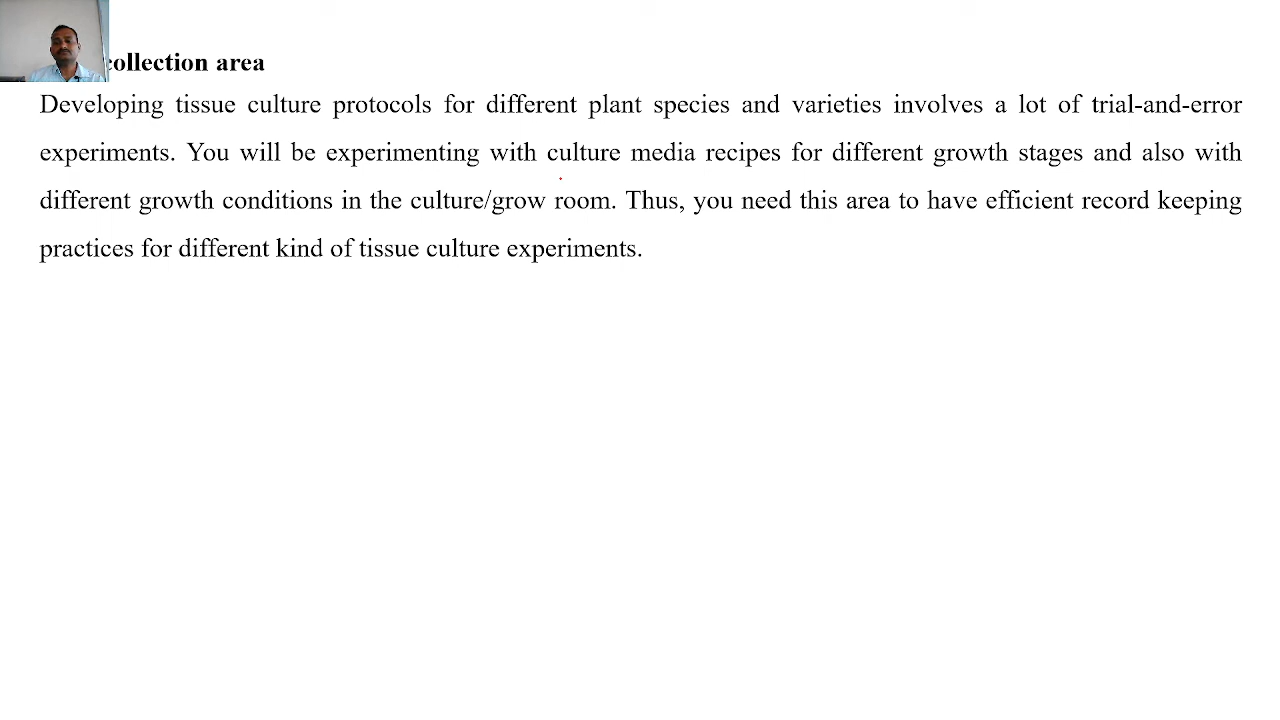 collection area
Developing tissue culture protocols for different plant species and varieties involves a lot of trial-and-error
experiments. You will be experimenting with culture media recipes for different growth stages and also with
different growth conditions in the culture/grow room. Thus, you need this area to have efficient record keeping
practices for different kind of tissue culture experiments.